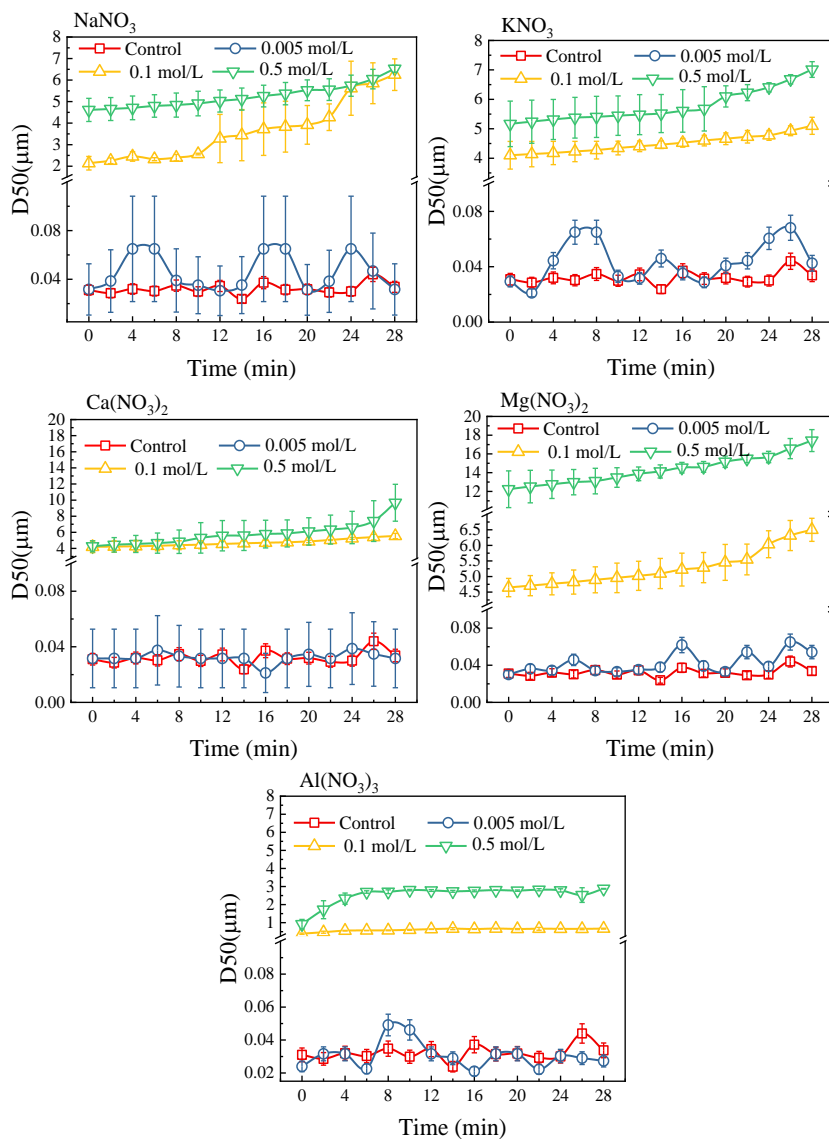 NaNO3
Control
0.005 mol/L
0.1 mol/L
0.5 mol/L
8
7
6
5
4
3
2
0.08
0.04
D50(μm)
0 4 8 12 16 20 24 28
Time (min)
KNO3
Control
0.005 mol/L
0.1 mol/L
0.5 mol/L
8
7
6
5
4
0.08
0.04
0.00
D50(μm)
0 4 8 12 16 20 24 28
Time (min)
Ca(NO3)2
Control
0.005 mol/L
0.1 mol/L
0.5 mol/L
20
18
16
14
12
10
8
6
4
0.08
0.04
0.00
D50(μm)
0 4 8 12 16 20 24 28
Time (min)
Mg(NO3)2
Control
0.005 mol/L
0.1 mol/L
0.5 mol/L
20
18
16
14
12
6.5
6.0
5.5
5.0
4.5
0.08
0.04
0.00
D50(μm)
0 4 8 12 16 20 24 28
Time (min)
Al(NO3)3
Control
0.005 mol/L
0.1 mol/L
0.5 mol/L
8
7
6
5
4
3
2
1
0.08
0.06
0.04
0.02
D50(μm)
0 4 8 12 16 20 24 28
Time (min)